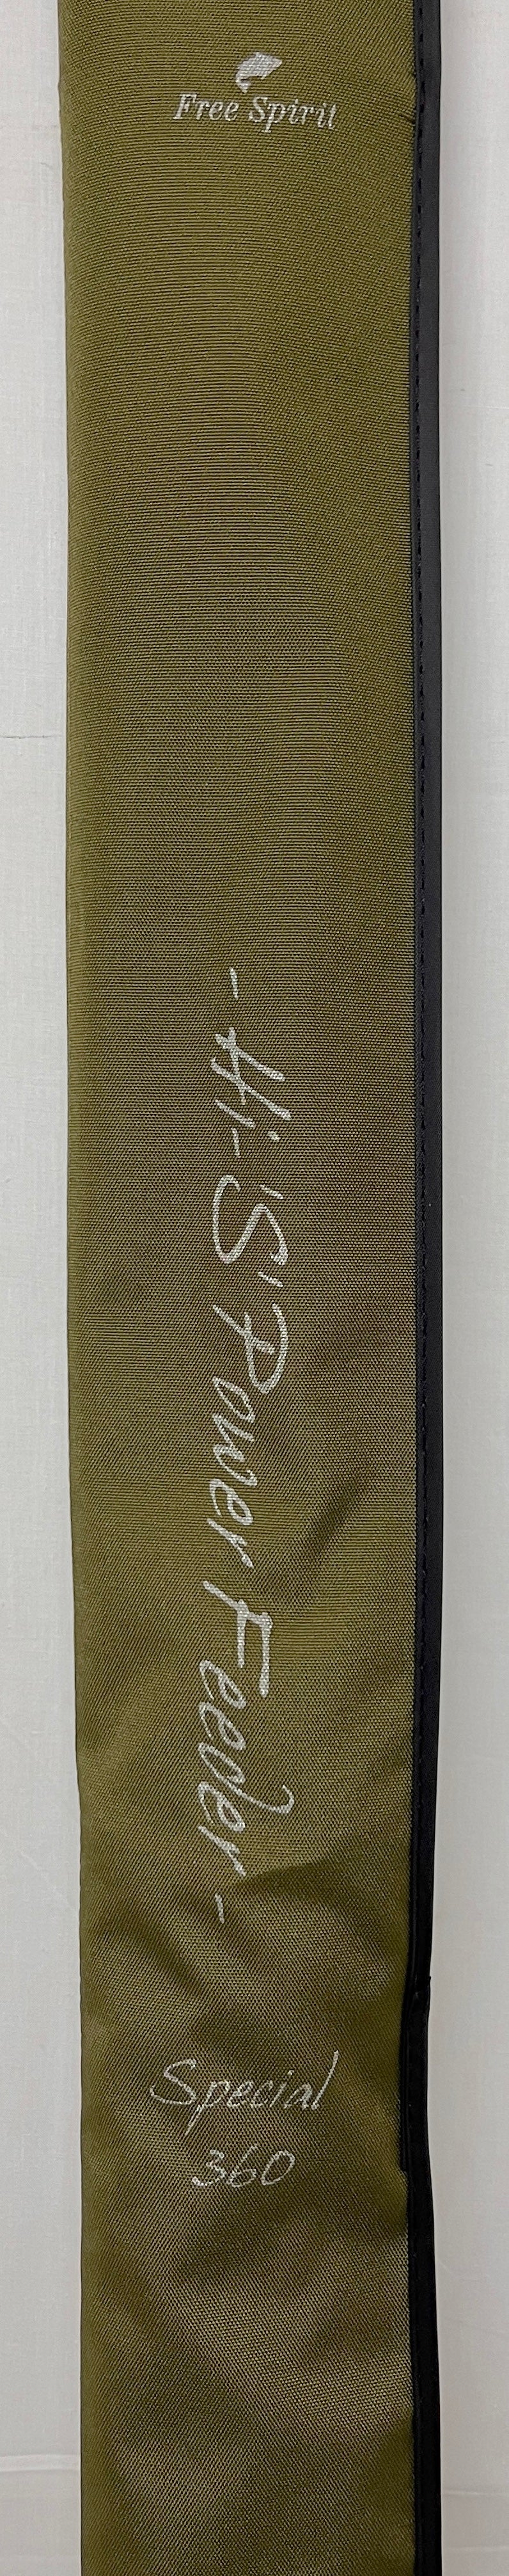 Free Spirit
- Hi-'S' Power Feeder -
Special
360